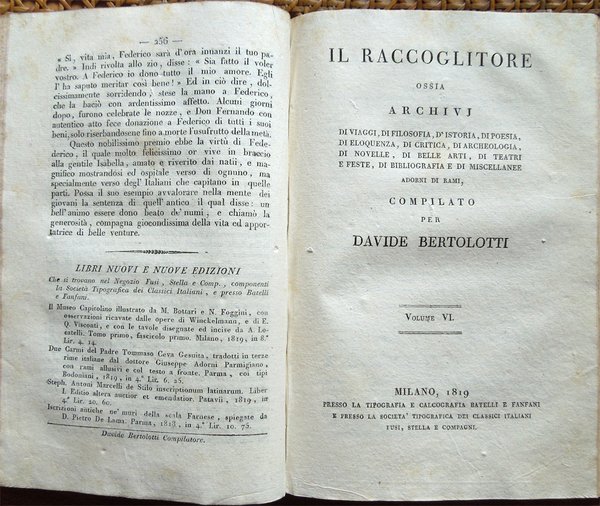 — 256 —
« Sì, vita mia, Federico sarà d'ora innanzi il tuo pa-
dre. » Indi rivolta allo zio, disse: « Sia fatto il voler
vostro. A Federico io dono tutto il mio amore. Egli
l'ha saputo meritar così bene! » Ed in ciò dire, dol-
cissimamente sorridendo, stese la mano a Federico,
che la baciò con ardentissimo affetto. Alcuni giorni
dopo, furono celebrate le nozze, e Don Fernando con
autentico atto fece donazione a Federico di tutti i suoi
beni, solo riserbandosene fino a morte l'usufrutto della metà.
Questo nobilissimo premio ebbe la virtù di Fede-
derico, il quale molto felicissimo or vive in braccio
alla gentile Isabella, amato e riverito dai natii, e ma-
gnifico mostrandosi ed ospitale verso di ognuno, ma
specialmente verso degl'Italiani che capitano in quelle
parti. Possa il suo esempio avvalorare nella mente dei
giovani la sentenza di quell'antico il qual disse: un
bell'animo essere dono beato de' numi, e chiamò la
generosità, compagna giocondissima della vita ed appor-
tatrice di belle venture.
LIBRI NUOVI E NUOVE EDIZIONI
Che si trovano nel Negozio Fusi, Stella e Comp., componenti
la Società Tipografica dei Classici Italiani, e presso Batelli
e Fanfani.
Il Museo Capitolino illustrato da M. Bottari e N. Foggini, con
osservazioni ricavate dalle opere di Winckelmann, e di E.
Q. Visconti, e con le tavole disegnate ed incise da A. Lo-
catelli. Tomo primo, fascicolo primo. Milano, 1819, in 8.º
Lir. 4. 14.
Due Carmi del Padre Tommaso Ceva Gesuita, tradotti in terze
rime italiane dal dottore Giuseppe Adorni Parmigiano,
con rami allusivi e col testo a fronte. Parma, coi tipi
Bodoniani, 1819, in 4.º Lir. 6. 25.
Steph. Antoni Marcelli de Stilo inscriptionum latinarum. Liber
I. Editio altera auctior et emendatior. Patavii, 1819, in
4.º Lir. 20. 60.
Iscrizioni antiche ne' muri della scala Farnese, spiegate da
D. Pietro De Lama. Parma, 1818, in 4.º Lir. 10. 75.
Davide Bertolotti Compilatore.
IL RACCOGLITORE
OSSIA
ARCHIVJ
DI VIAGGI, DI FILOSOFIA, D'ISTORIA, DI POESIA,
DI ELOQUENZA, DI CRITICA, DI ARCHEOLOGIA,
DI NOVELLE, DI BELLE ARTI, DI TEATRI
E FESTE, DI BIBLIOGRAFIA E DI MISCELLANEE
ADORNI DI RAMI,
COMPILATO
PER
DAVIDE BERTOLOTTI
VOLUME VI.
MILANO, 1819
PRESSO LA TIPOGRAFIA E CALCOGRAFIA BATELLI E FANFANI
E PRESSO LA SOCIETA' TIPOGRAFICA DEI CLASSICI ITALIANI
FUSI, STELLA E COMPAGNI.